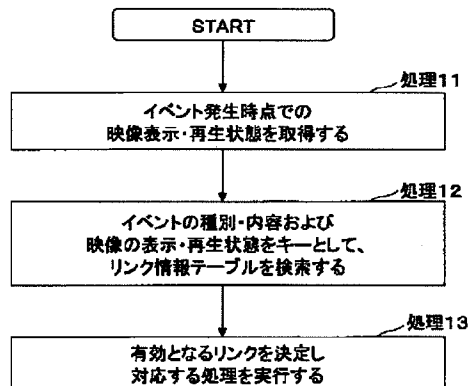 START
処理11
イベント発生時点での
映像表示・再生状態を取得する
処理12
イベントの種別・内容および
映像の表示・再生状態をキーとして、
リンク情報テーブルを検索する
処理13
有効となるリンクを決定し
対応する処理を実行する